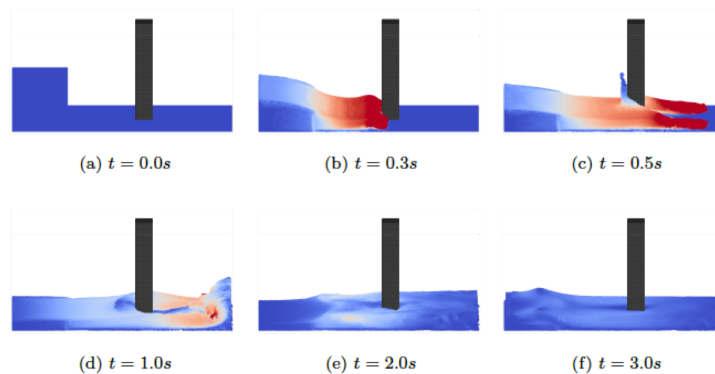 (a) t = 0.0s
(b) t = 0.3s
(c) t = 0.5s
(d) t = 1.0s
(e) t = 2.0s
(f) t = 3.0s